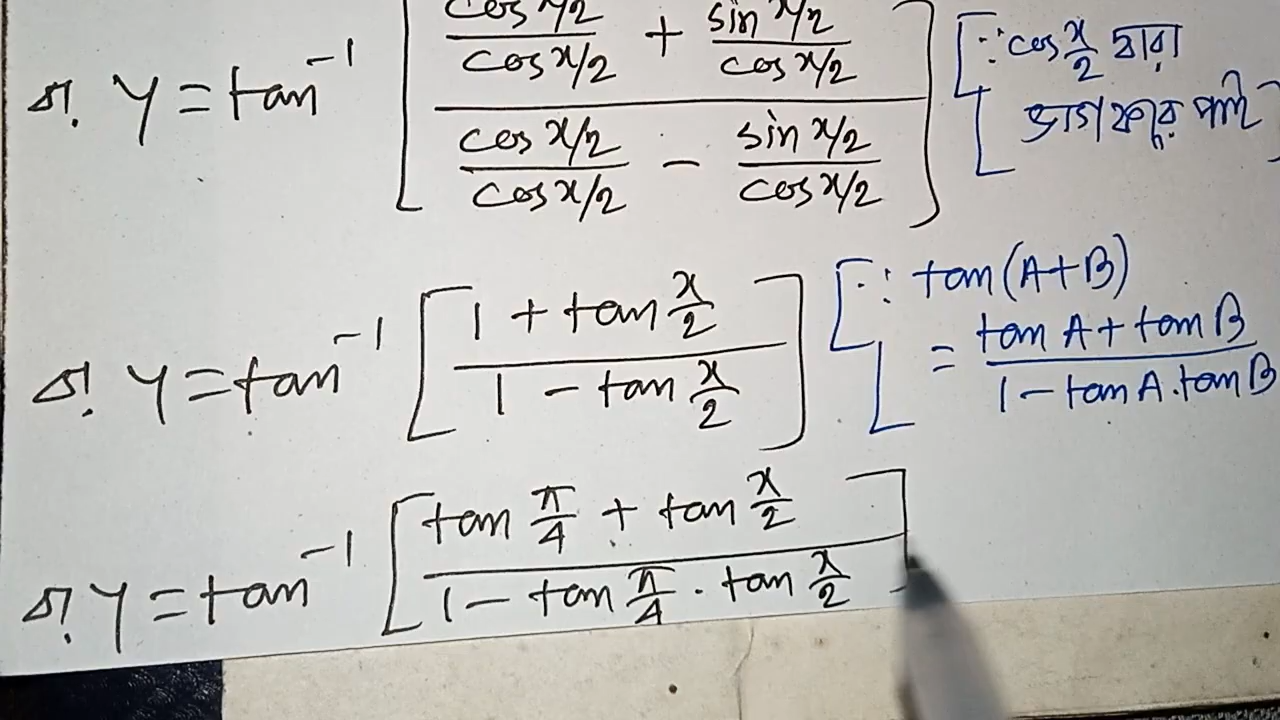 বা, y = tan⁻¹ [ (cos x/2 / cos x/2 + sin x/2 / cos x/2) / (cos x/2 / cos x/2 - sin x/2 / cos x/2) ] [∵ cos x/2 দ্বারা
ভাগ করে পাই]
বা, y = tan⁻¹ [ (1 + tan x/2) / (1 - tan x/2) ] [∵ tan(A+B)
= (tan A + tan B) / (1 - tan A . tan B)
বা, y = tan⁻¹ [ (tan π/4 + tan x/2) / (1 - tan π/4 . tan x/2) ]